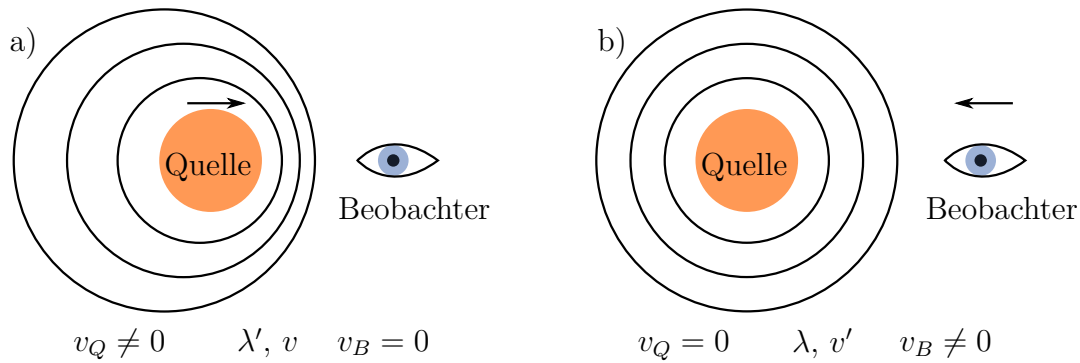 a)
Quelle
Beobachter
v_Q ≠ 0 λ′, v v_B = 0
b)
Quelle
Beobachter
v_Q = 0 λ, v′ v_B ≠ 0